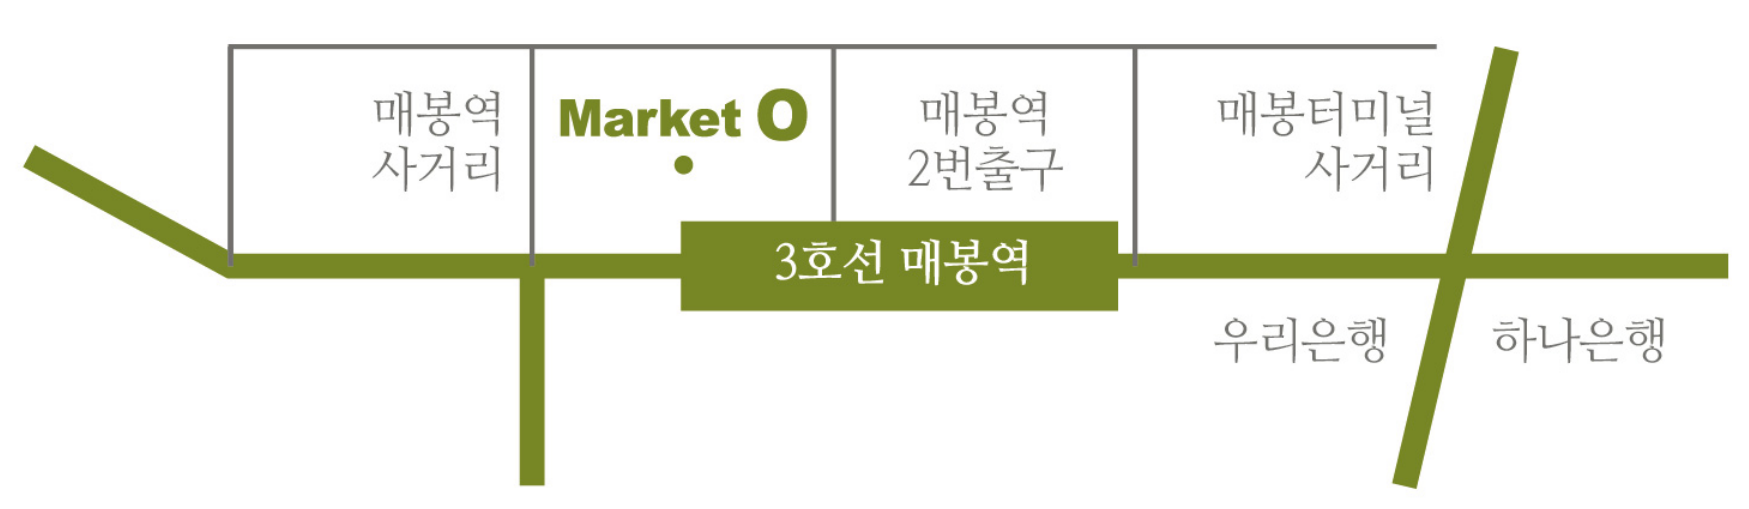 매봉역
사거리
Market O
매봉역
2번출구
매봉터미널
사거리
3호선 매봉역
우리은행
하나은행